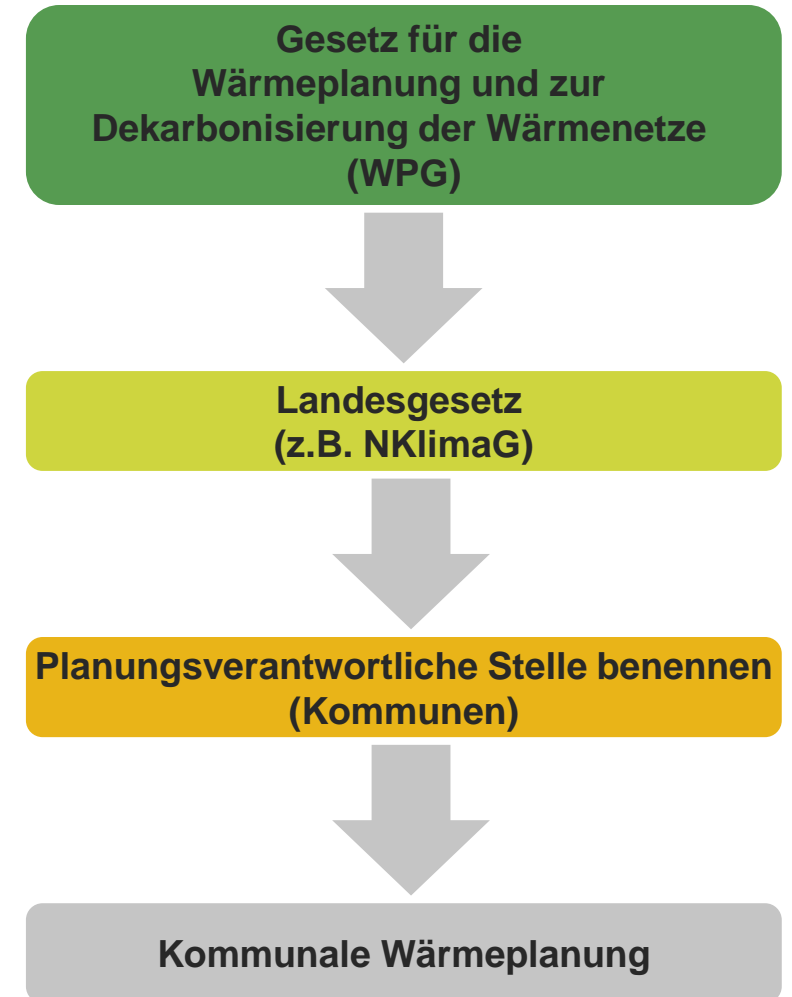 Gesetz für die
Wärmeplanung und zur
Dekarbonisierung der Wärmenetze
(WPG)
Landesgesetz
(z.B. NKlimaG)
Planungsverantwortliche Stelle benennen
(Kommunen)
Kommunale Wärmeplanung